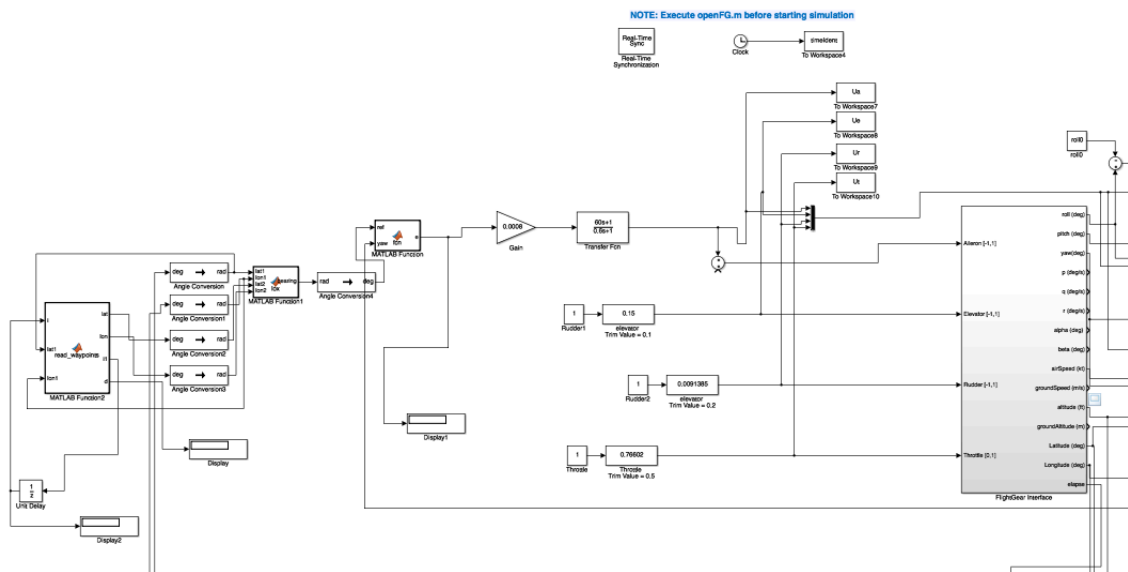 NOTE: Execute openFG.m before starting simulation
Real-Time
Sync
Real-Time
Synchronization
Clock
To Workspace4
Ua
To Workspace7
Ue
To Workspace8
Ur
To Workspace9
Ut
To Workspace10
roll0
roll0
ref
yaw
fcn
e
MATLAB Function
0.0008
Gain
60s+1
0.6s+1
Transfer Fcn
deg
rad
Angle Conversion
deg
rad
Angle Conversion1
deg
rad
Angle Conversion2
deg
rad
Angle Conversion3
lat1
lon1
lat2
lon2
MATLAB Function1
rad
deg
Angle Conversion4
i
lat1
lon1
read_waypoints
lat
lon
d
MATLAB Function2
1
Rudder1
0.15
elevator
Trim Value = 0.1
1
Rudder2
0.0091385
elevator
Trim Value = 0.2
1
Throsle
0.76602
Throsle
Trim Value = 0.5
Display1
Display
1
z
Unit Delay
Display2
Aileron [-1,1]
Elevator [-1,1]
Rudder [-1,1]
Throttle [0,1]
roll (deg)
pitch (deg)
yaw(deg)
p (deg/s)
q (deg/s)
r (deg/s)
alpha (deg)
beta (deg)
airSpeed (kt)
groundSpeed (m/s)
altitude (ft)
groundAltitude (m)
Latitude (deg)
Longitude (deg)
elapse
FlightGear Interface